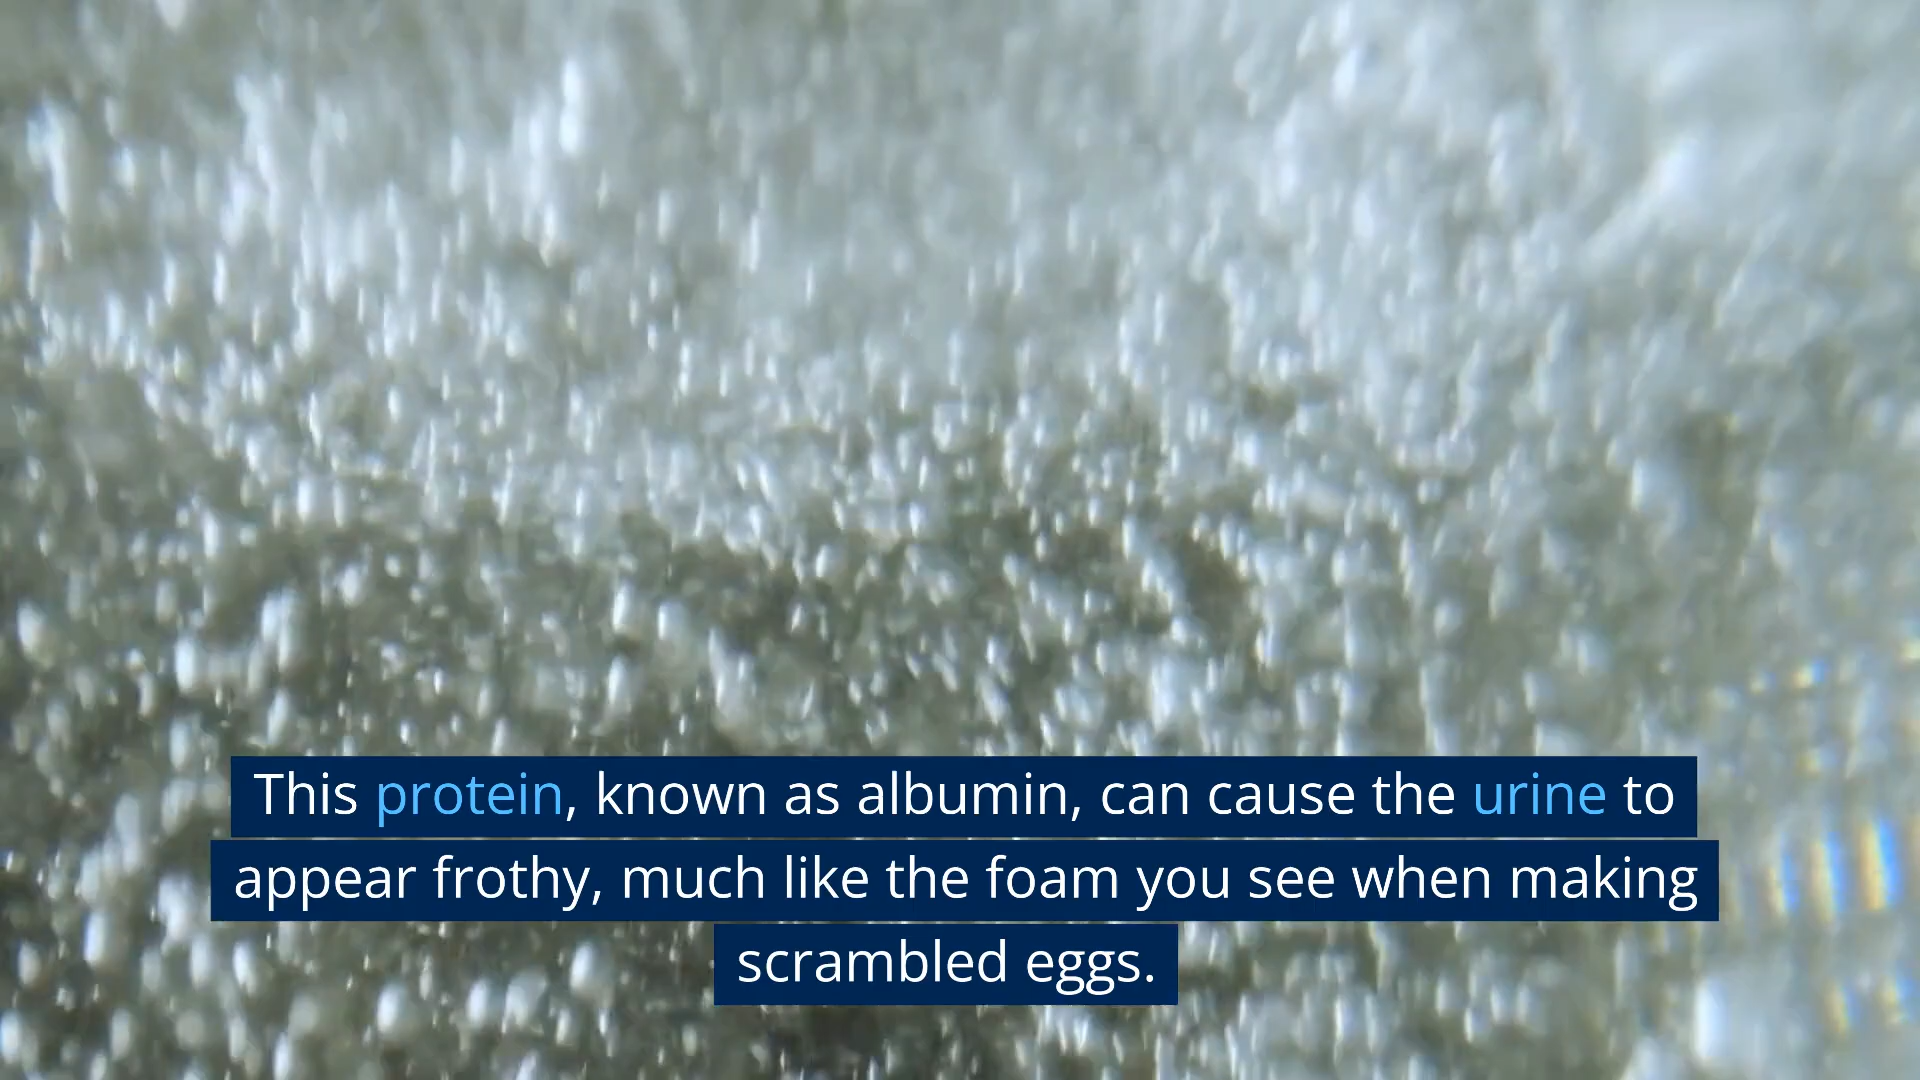 This protein, known as albumin, can cause the urine to
appear frothy, much like the foam you see when making
scrambled eggs.